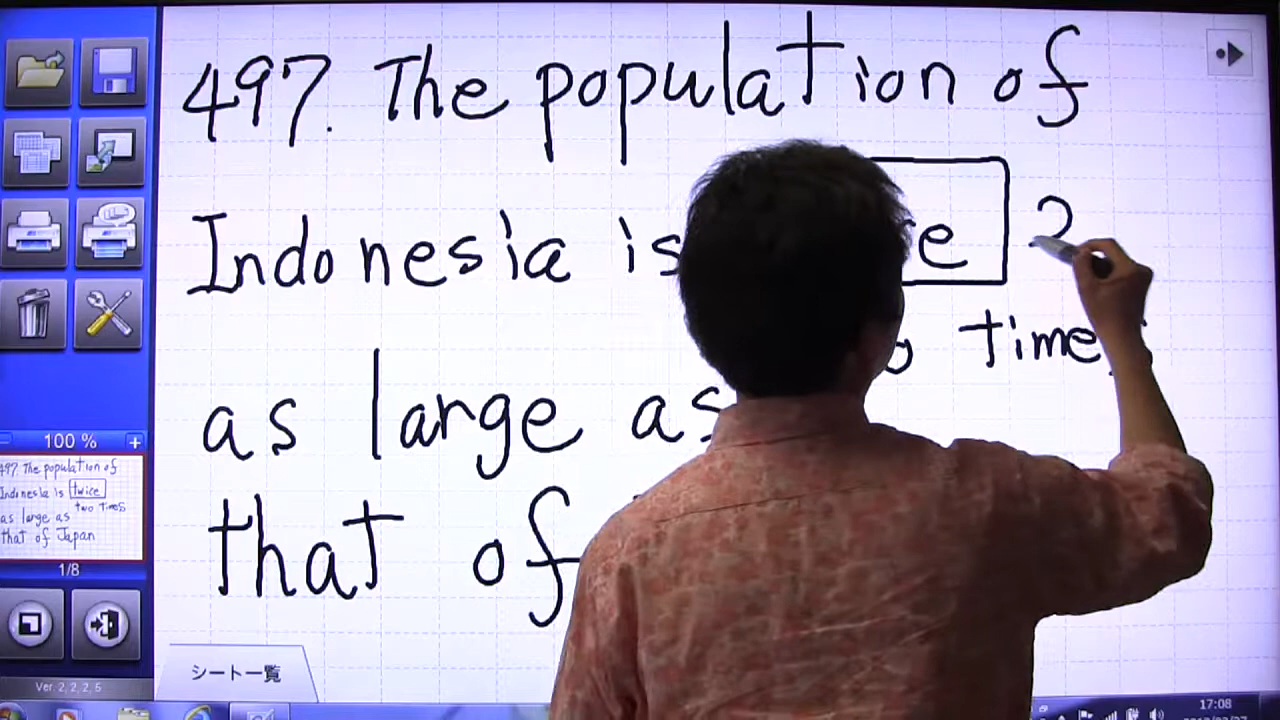 497. The population of
Indonesia is
as large as
times
that of
100 %
497. The population of
Indonesia is twice
two times
as large as
that of Japan
1/8
シート一覧
Ver. 2, 2, 2, 5
17:08